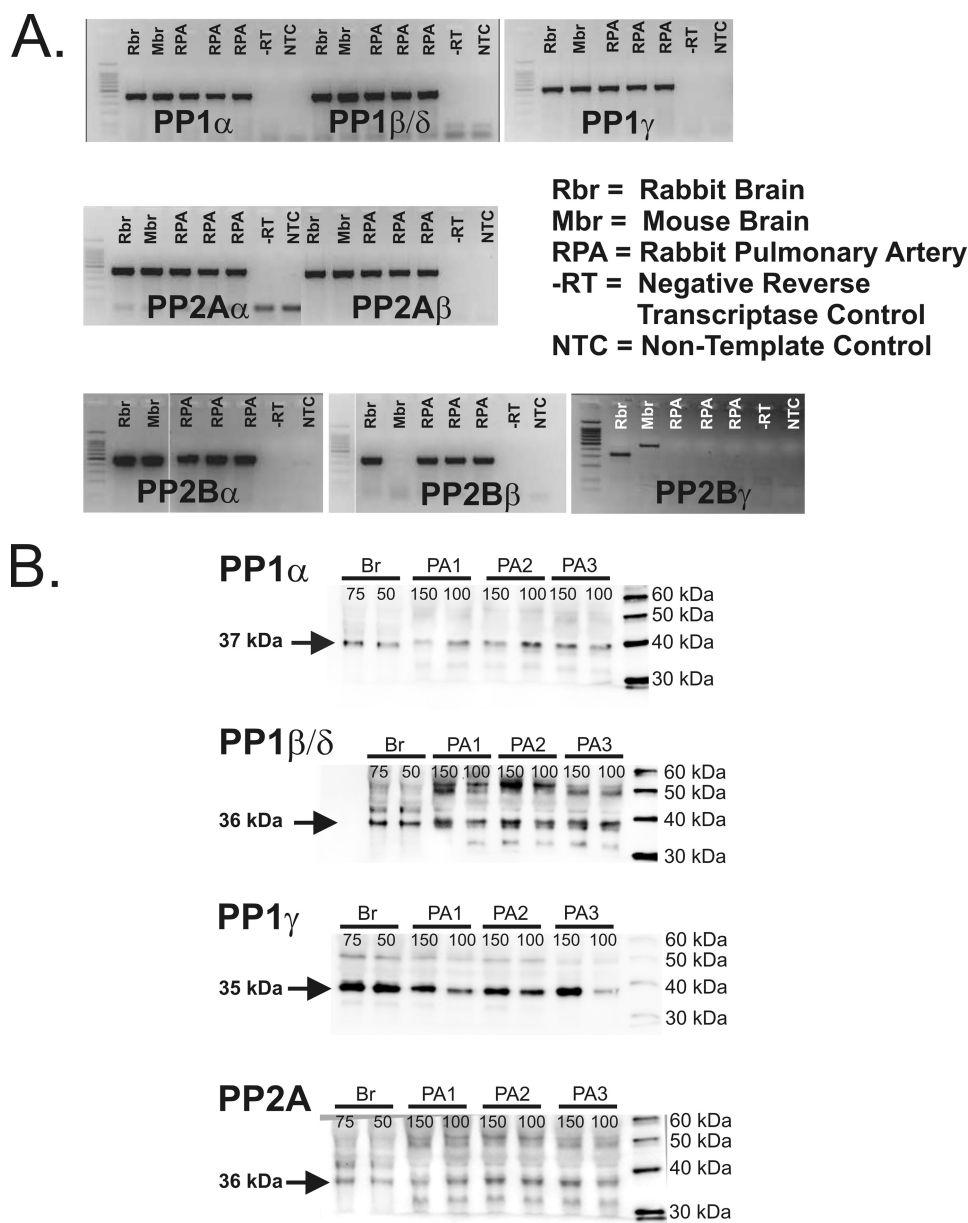 A.
Rbr Mbr RPA RPA RPA -RT NTC Rbr Mbr RPA RPA RPA -RT NTC
PP1α PP1β/δ
Rbr Mbr RPA RPA RPA -RT NTC
PP1γ
Rbr Mbr RPA RPA RPA -RT NTC Rbr Mbr RPA RPA RPA -RT NTC
PP2Aα PP2Aβ
Rbr = Rabbit Brain
Mbr = Mouse Brain
RPA = Rabbit Pulmonary Artery
-RT = Negative Reverse
Transcriptase Control
NTC = Non-Template Control
Rbr Mbr RPA RPA RPA -RT NTC
PP2Bα
Rbr Mbr RPA RPA RPA -RT NTC
PP2Bβ
Rbr Mbr RPA RPA RPA -RT NTC
PP2Bγ
B.
PP1α
Br PA1 PA2 PA3
75 50 150 100 150 100 150 100
60 kDa
50 kDa
37 kDa
40 kDa
30 kDa
PP1β/δ
Br PA1 PA2 PA3
75 50 150 100 150 100 150 100
60 kDa
50 kDa
36 kDa
40 kDa
30 kDa
PP1γ
Br PA1 PA2 PA3
75 50 150 100 150 100 150 100
60 kDa
50 kDa
35 kDa
40 kDa
30 kDa
PP2A
Br PA1 PA2 PA3
75 50 150 100 150 100 150 100
60 kDa
50 kDa
40 kDa
36 kDa
30 kDa